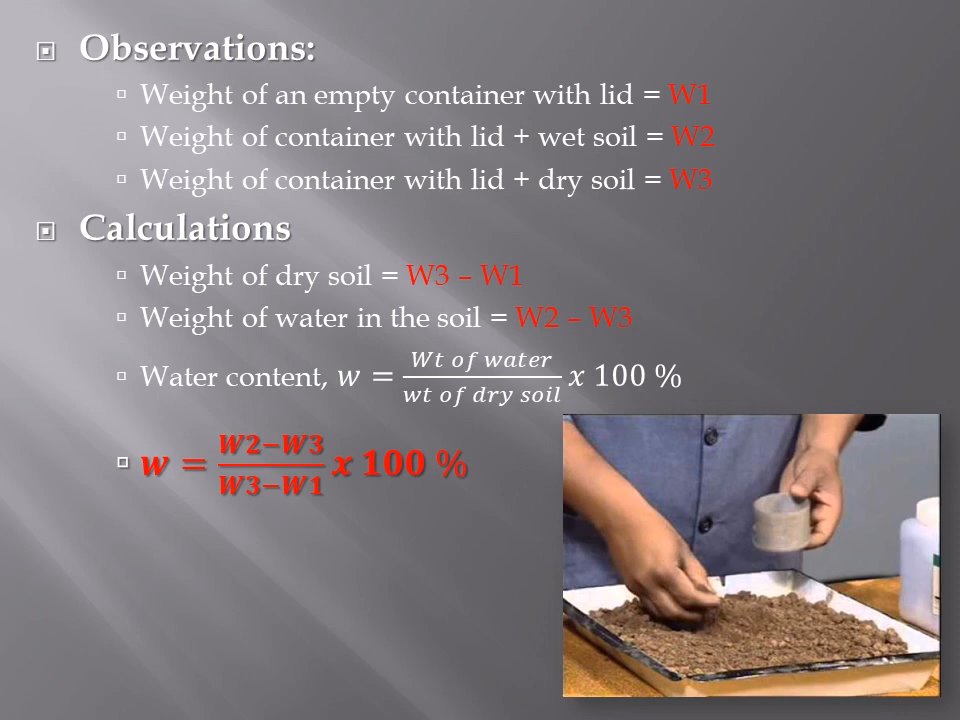 Observations:
Weight of an empty container with lid = W1
Weight of container with lid + wet soil = W2
Weight of container with lid + dry soil = W3
Calculations
Weight of dry soil = W3 – W1
Weight of water in the soil = W2 – W3
Water content, w = \frac{Wt of water}{wt of dry soil} x 100 %
w = \frac{W2−W3}{W3−W1} x 100 %